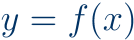 y = f(x)